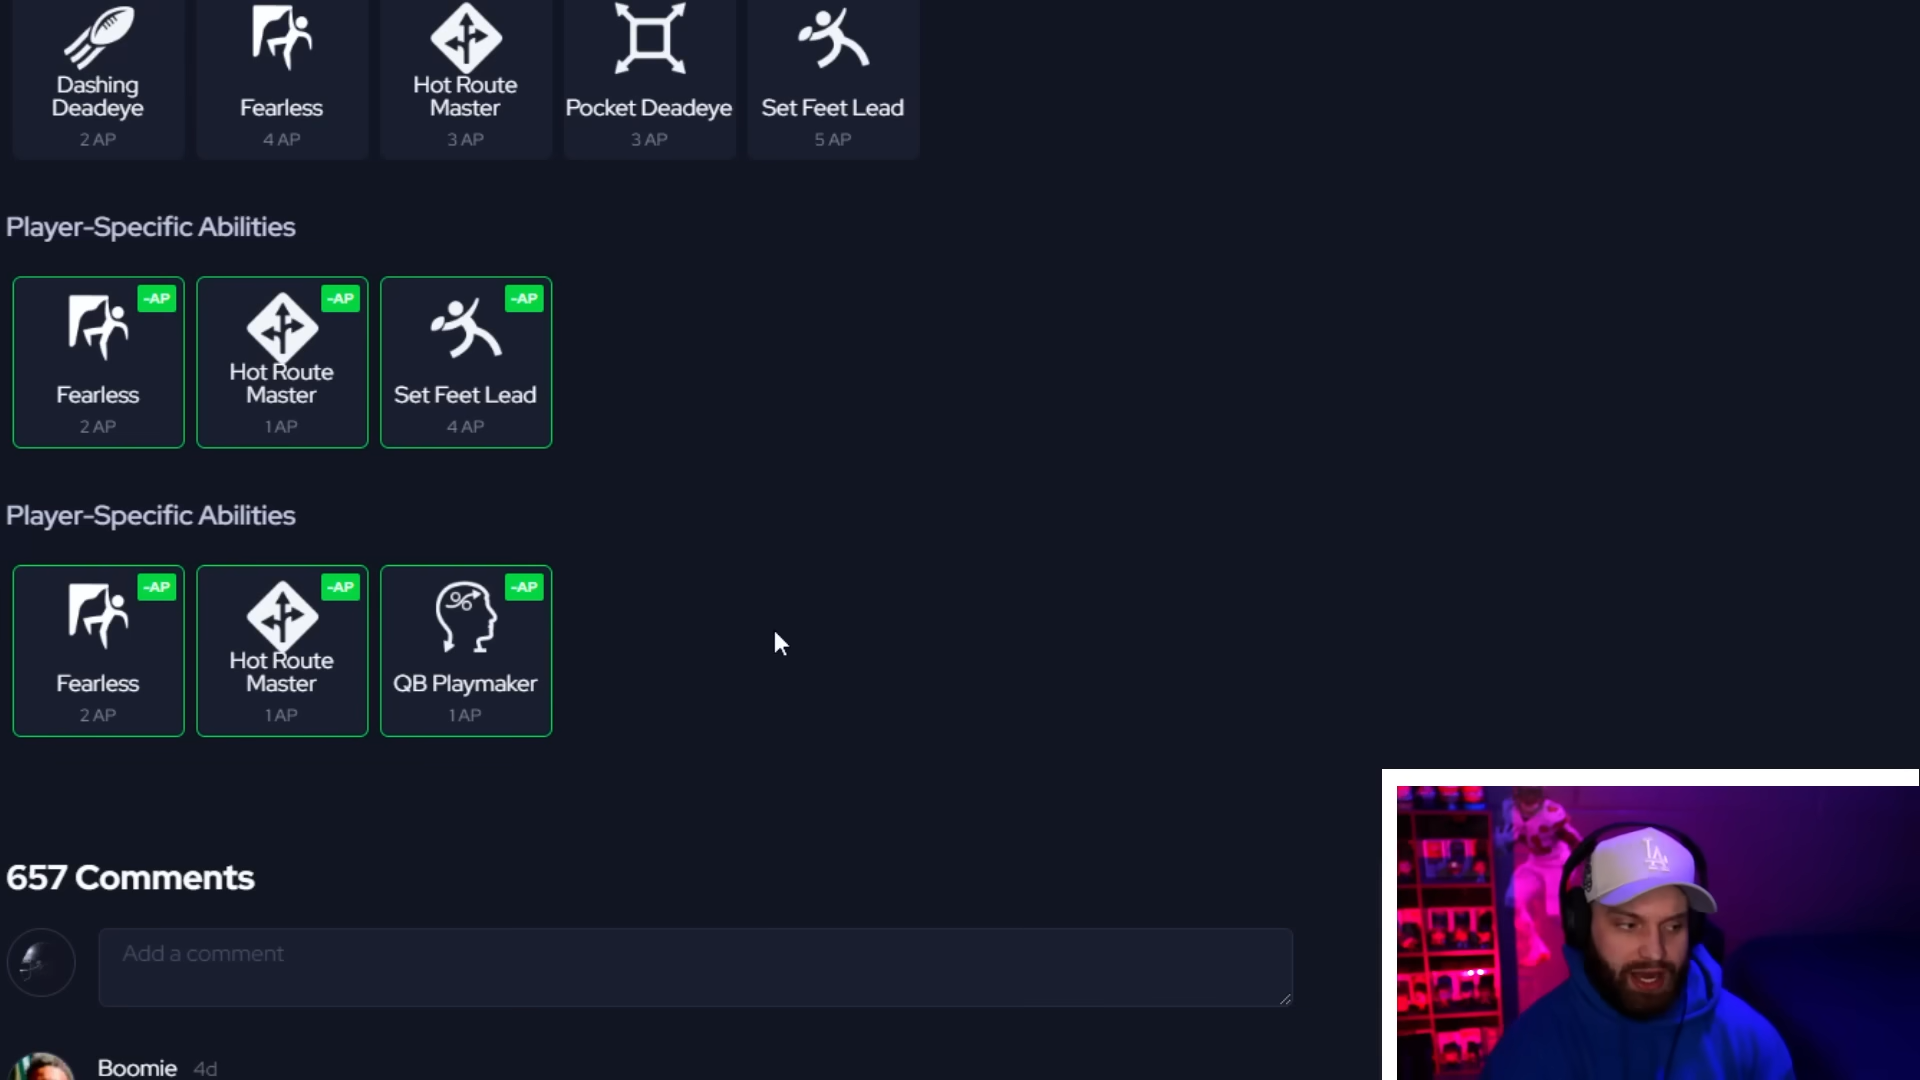 Dashing
Deadeye
2 AP
Fearless
4 AP
Hot Route
Master
3 AP
Pocket Deadeye
3 AP
Set Feet Lead
5 AP
Player-Specific Abilities
-AP
Fearless
2 AP
-AP
Hot Route
Master
1 AP
-AP
Set Feet Lead
4 AP
Player-Specific Abilities
-AP
Fearless
2 AP
-AP
Hot Route
Master
1 AP
%
-AP
QB Playmaker
1 AP
657 Comments
Add a comment
Boomie 4d
LA